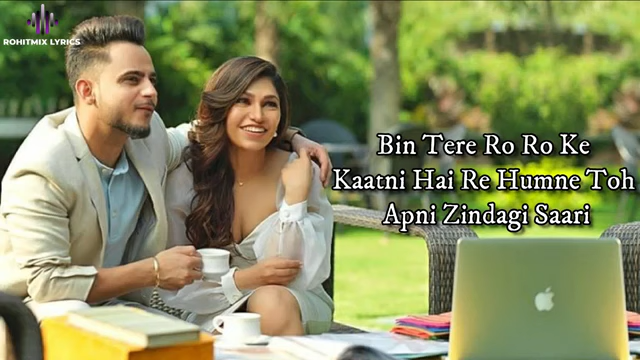 ROHITMIX LYRICS
Bin Tere Ro Ro Ke
Kaatni Hai Re Humne Toh
Apni Zindagi Saari